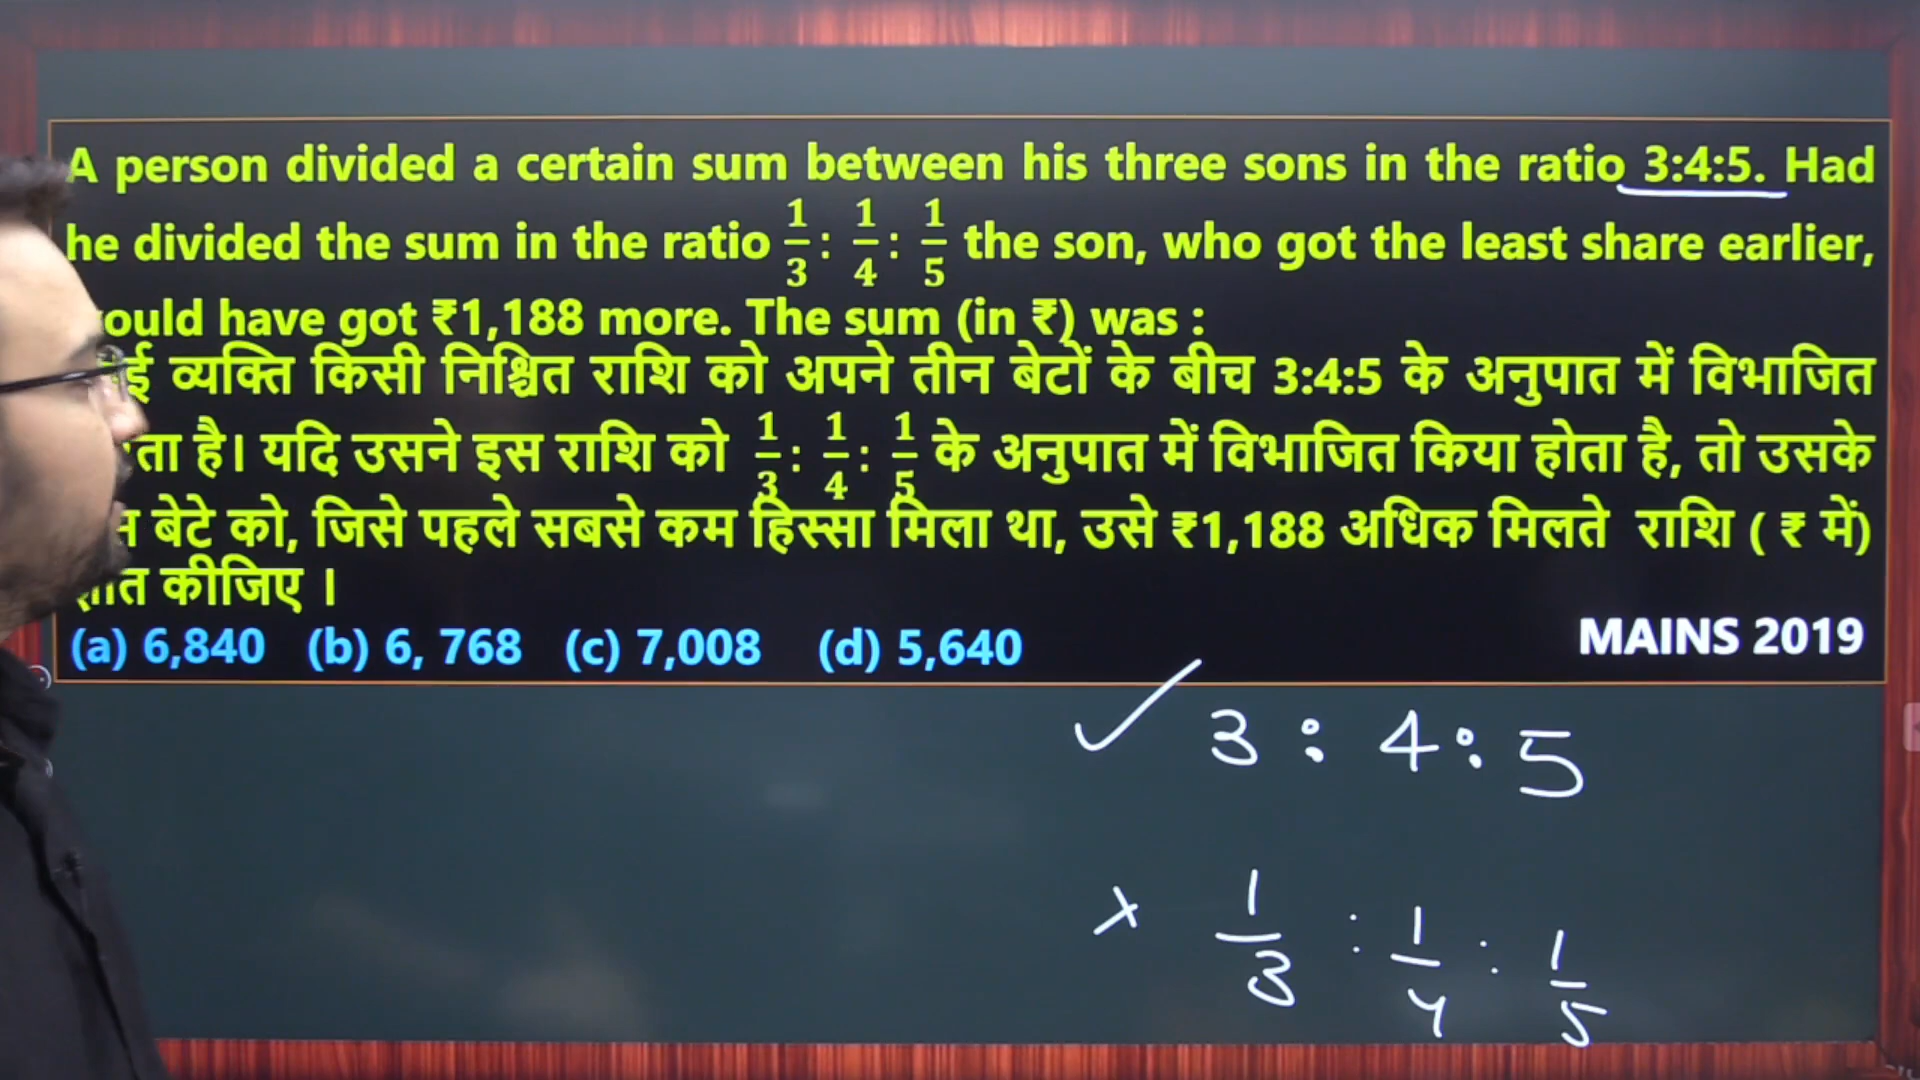 A person divided a certain sum between his three sons in the ratio 3:4:5. Had
he divided the sum in the ratio 1/3 : 1/4 : 1/5 the son, who got the least share earlier,
have got ₹1,188 more. The sum (in ₹) was :
व्यक्ति किसी निश्चित राशि को अपने तीन बेटों के बीच 3:4:5 के अनुपात में विभाजित
है। यदि उसने इस राशि को 1/3 : 1/4 : 1/5 के अनुपात में विभाजित किया होता है, तो उसके
बेटे को, जिसे पहले सबसे कम हिस्सा मिला था, उसे ₹1,188 अधिक मिलते राशि ( ₹ में)
कीजिए ।
(a) 6,840 (b) 6, 768 (c) 7,008 (d) 5,640
MAINS 2019
3 : 4 : 5
1/3 : 1/4 : 1/5